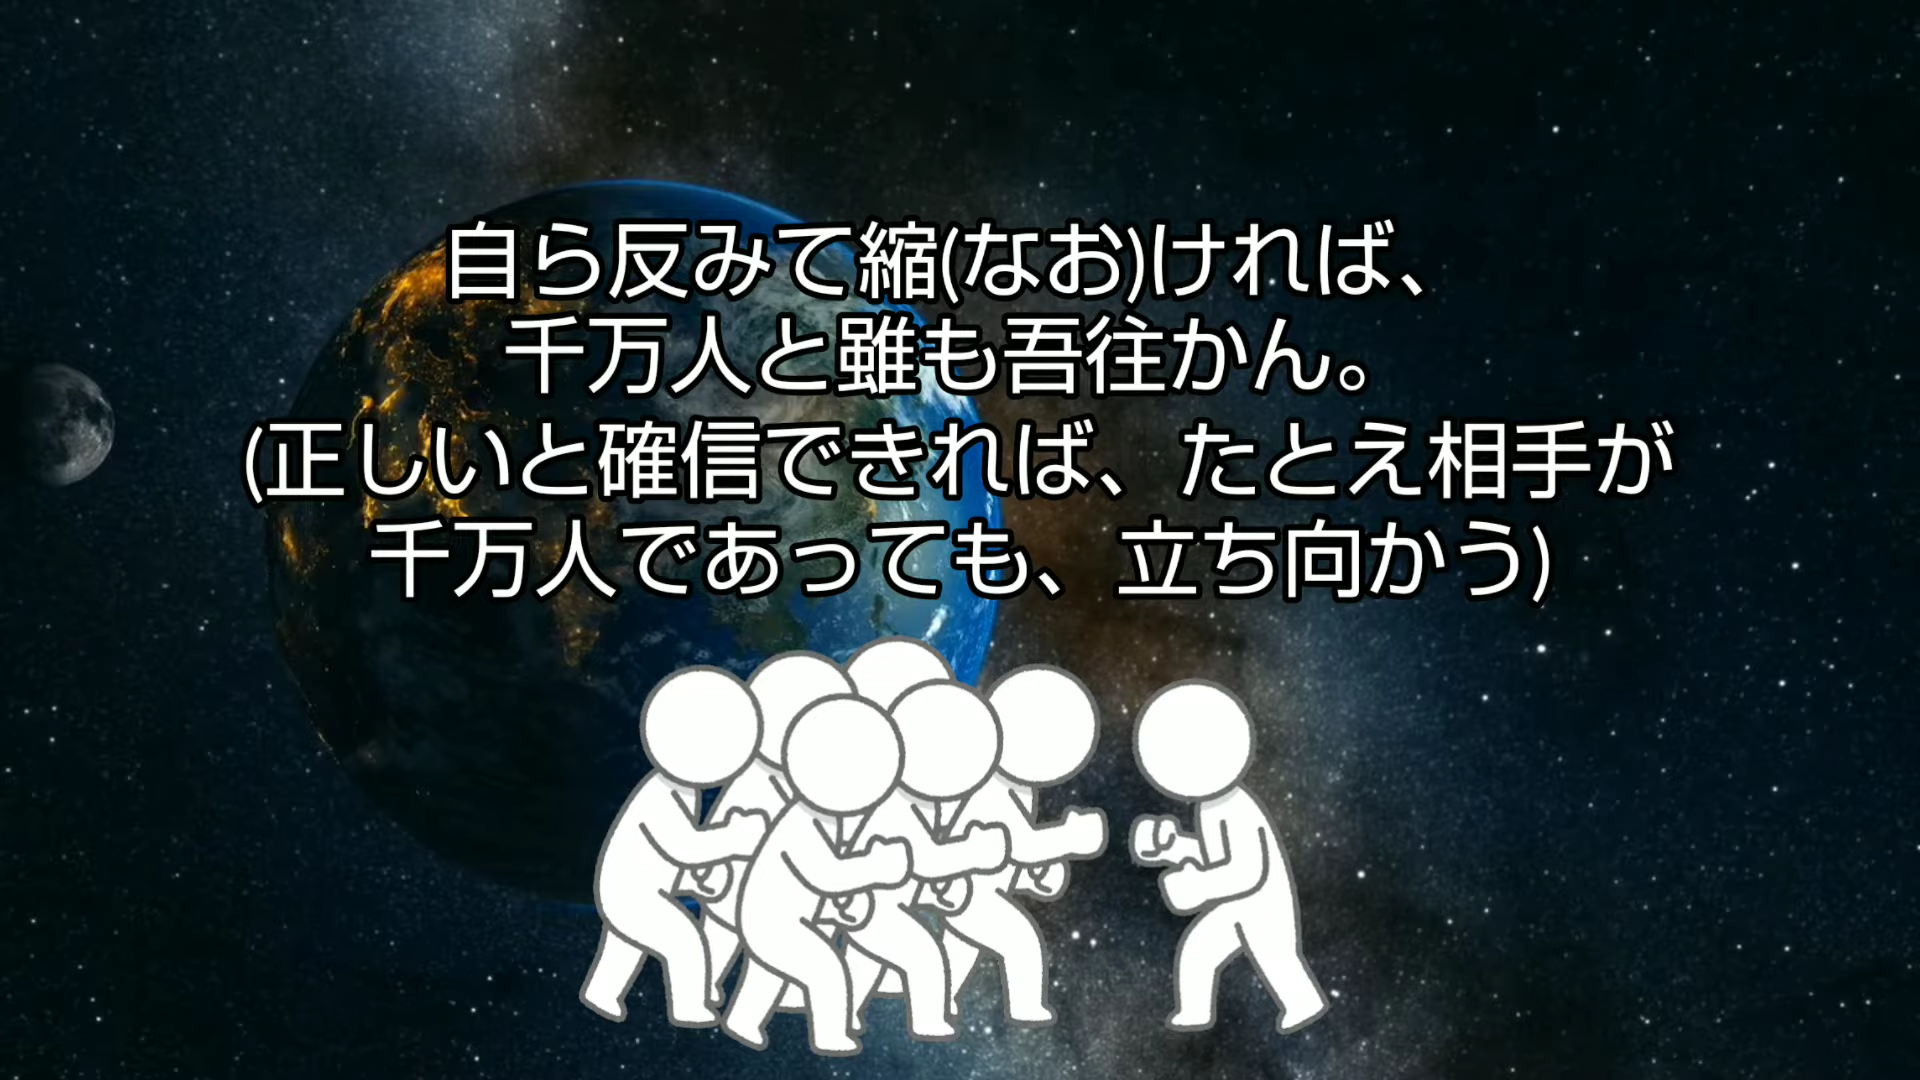 自ら反みて縮(なお)ければ、
千万人と雖も吾往かん。
(正しいと確信できれば、たとえ相手が
千万人であっても、立ち向かう)